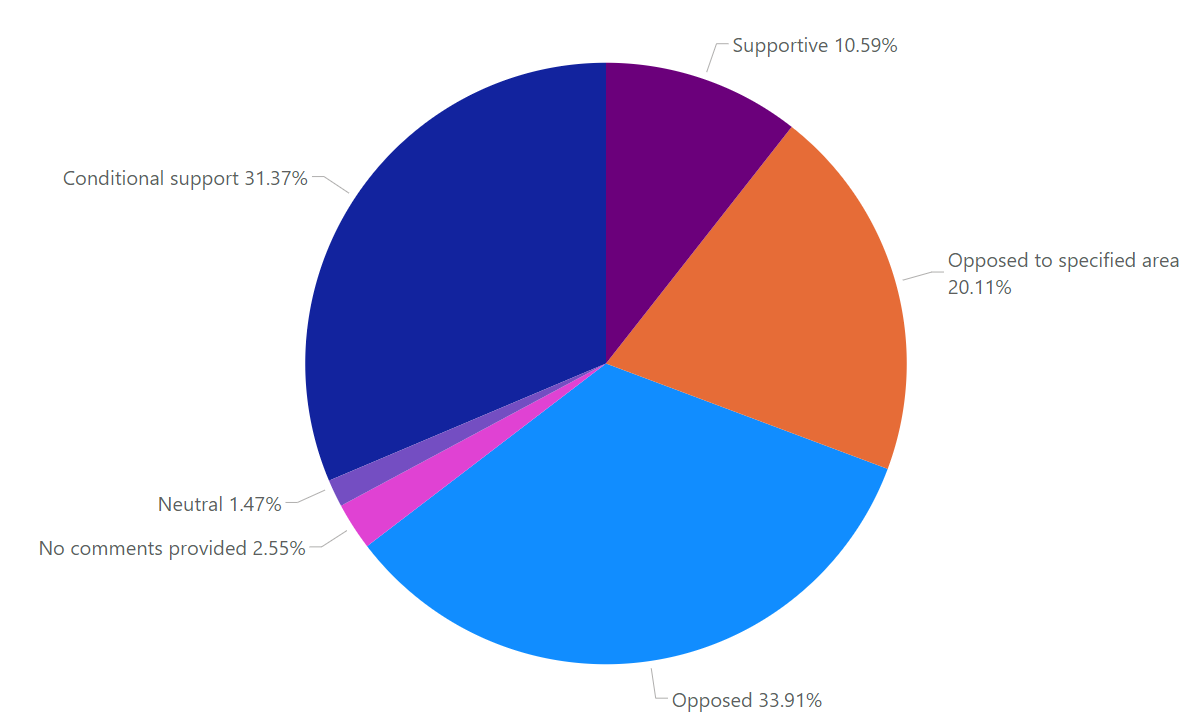 Supportive 10.59%
Conditional support 31.37%
Opposed to specified area
20.11%
Neutral 1.47%
No comments provided 2.55%
Opposed 33.91%